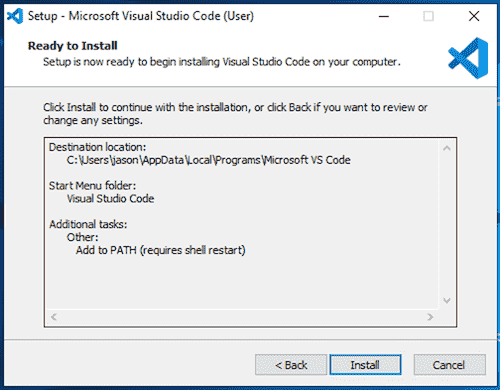 Setup - Microsoft Visual Studio Code (User)
Ready to Install
Setup is now ready to begin installing Visual Studio Code on your computer.
Click Install to continue with the installation, or click Back if you want to review or
change any settings.
Destination location:
C:\Users\jason\AppData\Local\Programs\Microsoft VS Code
Start Menu folder:
Visual Studio Code
Additional tasks:
Other:
Add to PATH (requires shell restart)
< Back
Install
Cancel